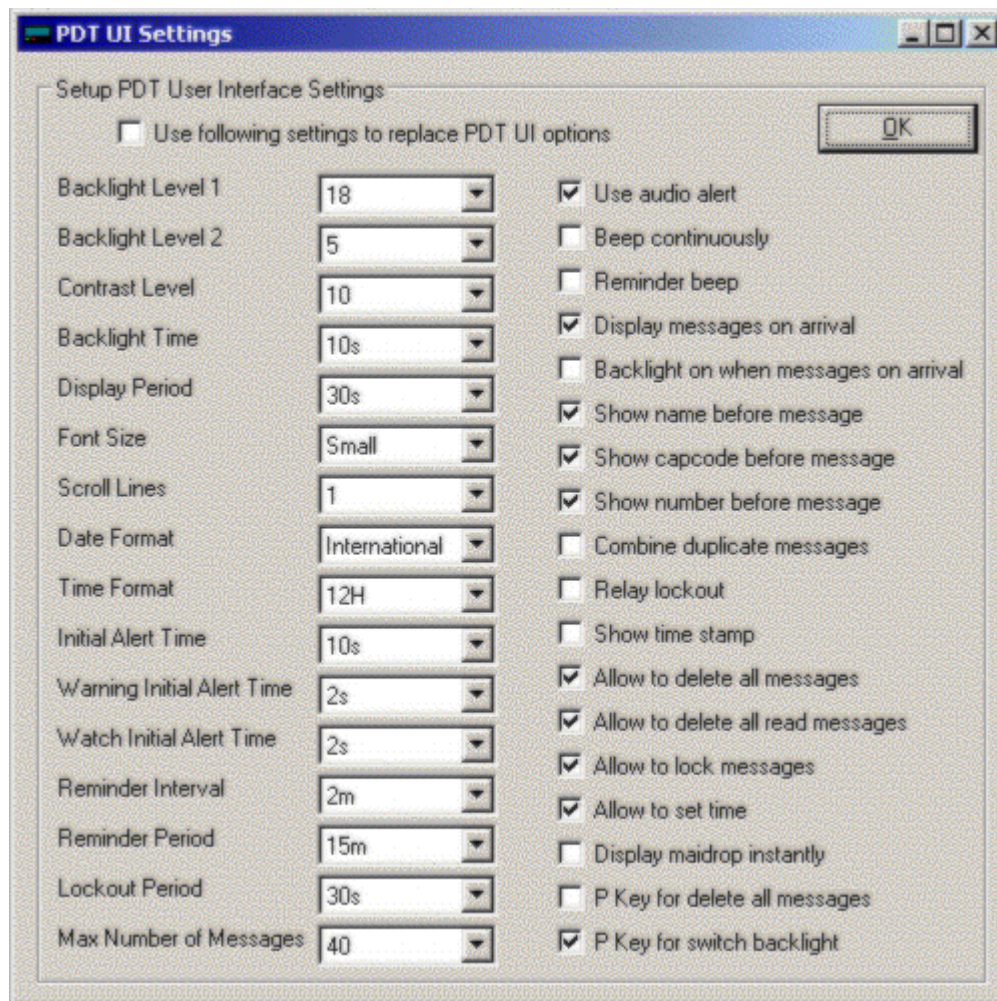 PDT UI Settings
Setup PDT User Interface Settings
Use following settings to replace PDT UI options
OK
Backlight Level 1
18
Backlight Level 2
5
Contrast Level
10
Backlight Time
10s
Display Period
30s
Font Size
Small
Scroll Lines
1
Date Format
International
Time Format
12H
Initial Alert Time
10s
Warning Initial Alert Time
2s
Watch Initial Alert Time
2s
Reminder Interval
2m
Reminder Period
15m
Lockout Period
30s
Max Number of Messages
40
Use audio alert
Beep continuously
Reminder beep
Display messages on arrival
Backlight on when messages on arrival
Show name before message
Show capcode before message
Show number before message
Combine duplicate messages
Relay lockout
Show time stamp
Allow to delete all messages
Allow to delete all read messages
Allow to lock messages
Allow to set time
Display maidrop instantly
P Key for delete all messages
P Key for switch backlight